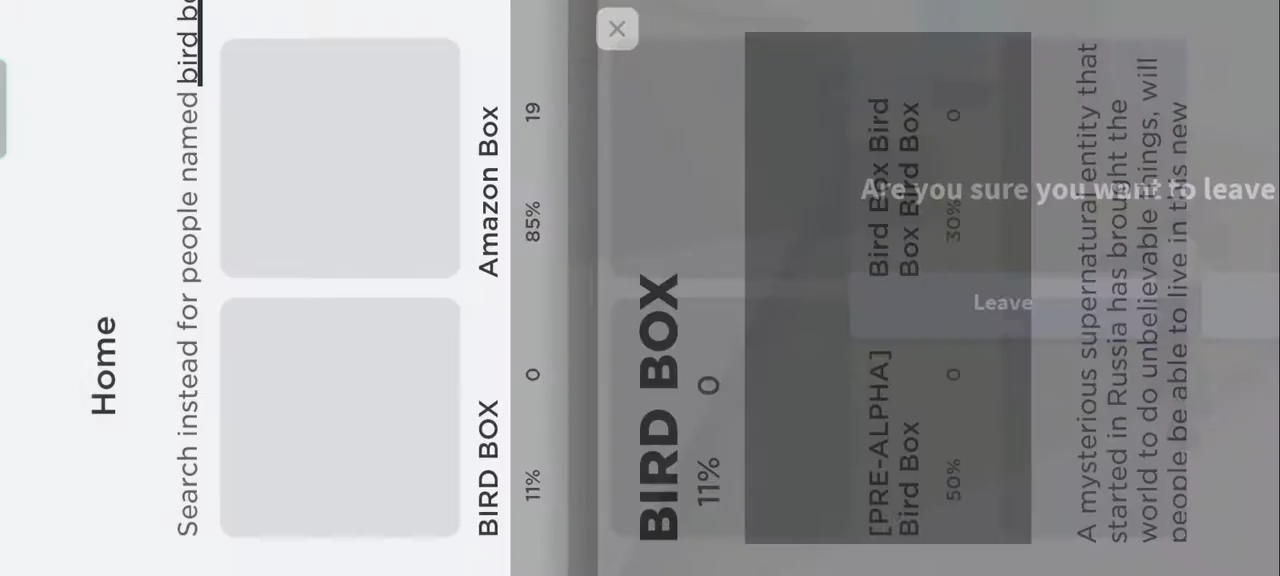 Home
Search instead for people named bird bo
BIRD BOX
11% 0
Amazon Box
85% 19
BIRD BOX
11% 0
[PRE-ALPHA]
Bird Box
50% 0
Bird Box Bird
Box Bird Box
30% 0
A mysterious supernatural entity that
started in Russia has brought the
world to do unbelievable things, will
people be able to live in this new
Are you sure you want to leave
Leave